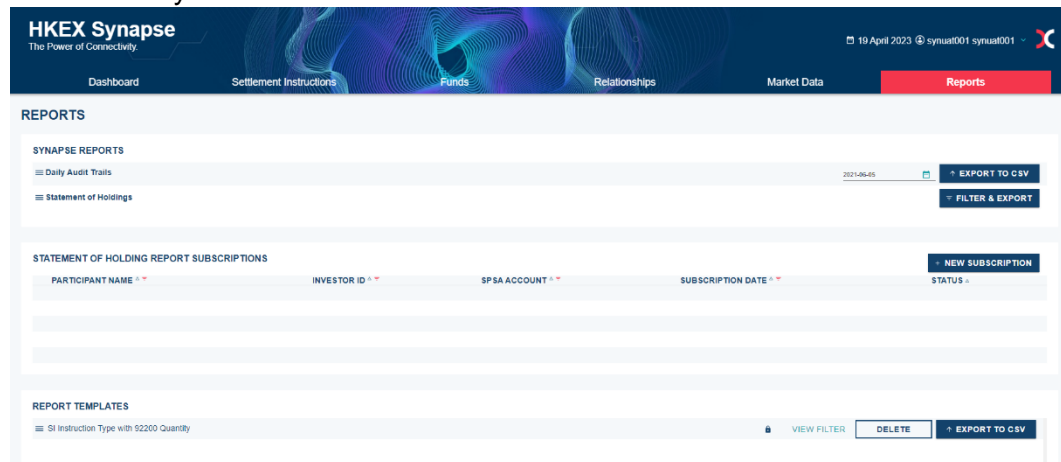 HKEX Synapse
The Power of Connectivity.
19 April 2023 synuat001 synuat001
Dashboard Settlement Instructions Funds Relationships Market Data Reports
REPORTS
SYNAPSE REPORTS
Daily Audit Trails 2021-06-05 EXPORT TO CSV
Statement of Holdings FILTER & EXPORT
STATEMENT OF HOLDING REPORT SUBSCRIPTIONS
+ NEW SUBSCRIPTION
PARTICIPANT NAME INVESTOR ID SPSA ACCOUNT SUBSCRIPTION DATE STATUS
REPORT TEMPLATES
SI Instruction Type with 92200 Quantity VIEW FILTER DELETE EXPORT TO CSV